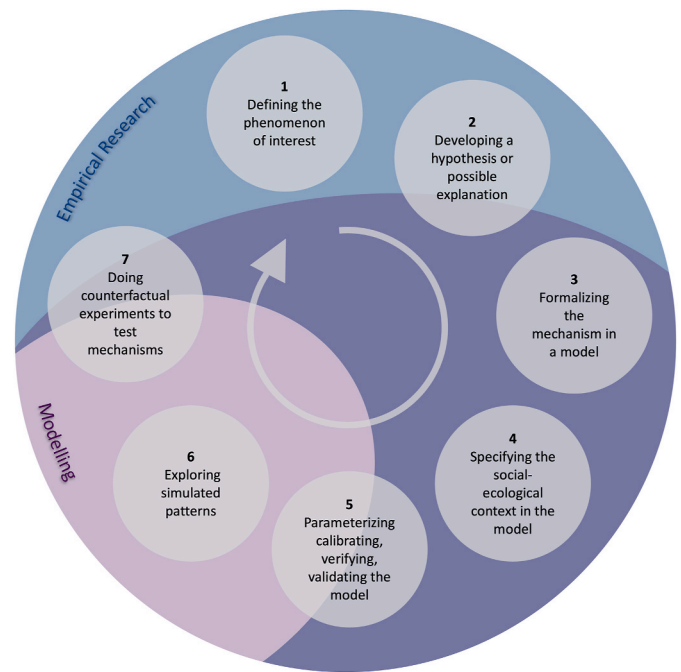 Empirical Research
1
Defining the
phenomenon
of interest
2
Developing a
hypothesis or
possible
explanation
3
Formalizing
the
mechanism in
a model
4
Specifying the
social-
ecological
context in the
model
5
Parameterizing
calibrating,
verifying,
validating the
model
6
Exploring
simulated
patterns
7
Doing
counterfactual
experiments to
test
mechanisms
Modelling